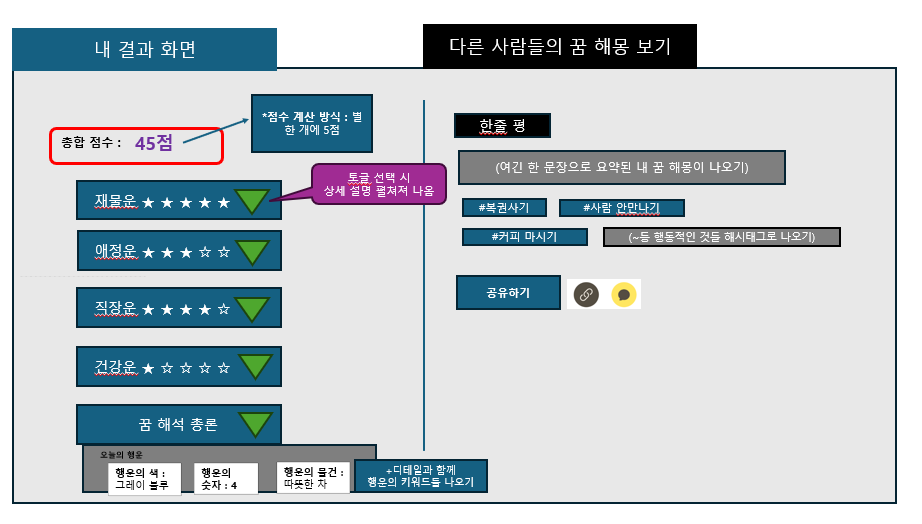 내 결과 화면
다른 사람들의 꿈 해몽 보기
*점수 계산 방식 : 별
한 개에 5점
총합 점수 : 45점
토글 선택 시
상세 설명 펼쳐져 나옴
재물운 ★ ★ ★ ★ ★
애정운 ★ ★ ★ ☆ ☆
직장운 ★ ★ ★ ★ ☆
건강운 ★ ☆ ☆ ☆ ☆
꿈 해석 총론
오늘의 행운
행운의 색 :
그레이 블루
행운의
숫자 : 4
행운의 물건 :
따뜻한 차
+디테일과 함께
행운의 키워드들 나오기
한줄 평
(여긴 한 문장으로 요약된 내 꿈 해몽이 나오기)
#복권사기
#사람 안만나기
#커피 마시기
(~등 행동적인 것들 해시태그로 나오기)
공유하기